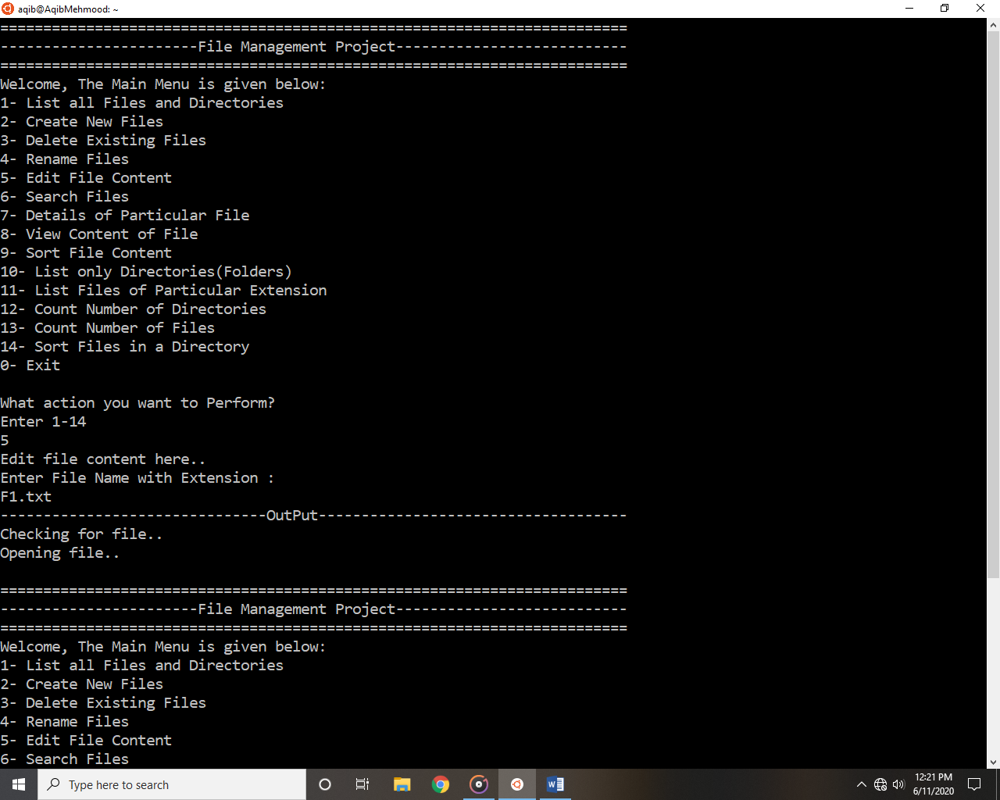 aqib@AqibMehmood: ~
=========================================================================
-----------------------File Management Project---------------------------
=========================================================================
Welcome, The Main Menu is given below:
1- List all Files and Directories
2- Create New Files
3- Delete Existing Files
4- Rename Files
5- Edit File Content
6- Search Files
7- Details of Particular File
8- View Content of File
9- Sort File Content
10- List only Directories(Folders)
11- List Files of Particular Extension
12- Count Number of Directories
13- Count Number of Files
14- Sort Files in a Directory
0- Exit
What action you want to Perform?
Enter 1-14
5
Edit file content here..
Enter File Name with Extension :
F1.txt
-------------------------------OutPut------------------------------------
Checking for file..
Opening file..
=========================================================================
-----------------------File Management Project---------------------------
=========================================================================
Welcome, The Main Menu is given below:
1- List all Files and Directories
2- Create New Files
3- Delete Existing Files
4- Rename Files
5- Edit File Content
6- Search Files
Type here to search
12:21 PM
6/11/2020